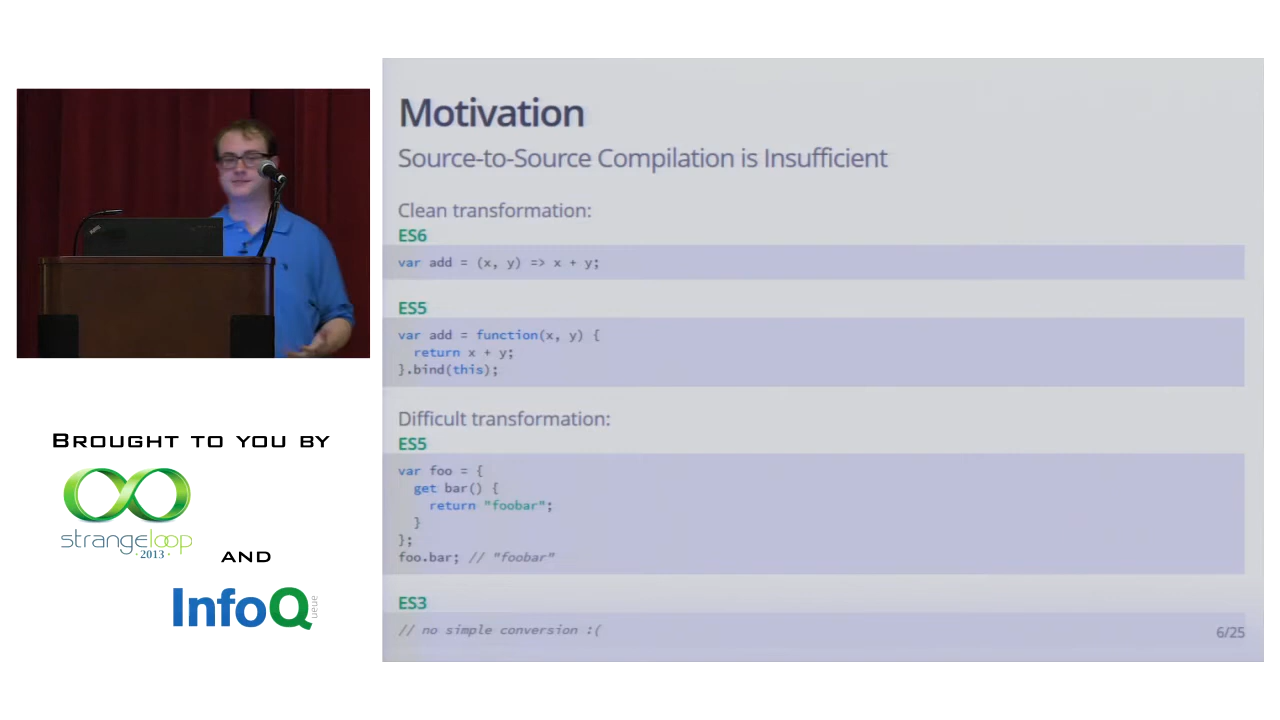 Motivation
Source-to-Source Compilation is Insufficient
Clean transformation:
ES6
var add = (x, y) => x + y;
ES5
var add = function(x, y) {
return x + y;
}.bind(this);
Difficult transformation:
ES5
var foo = {
get bar() {
return "foobar";
}
};
foo.bar; // "foobar"
ES3
// no simple conversion :(
6/25
BROUGHT TO YOU BY
strangeloop
·2013·
AND
InfoQ